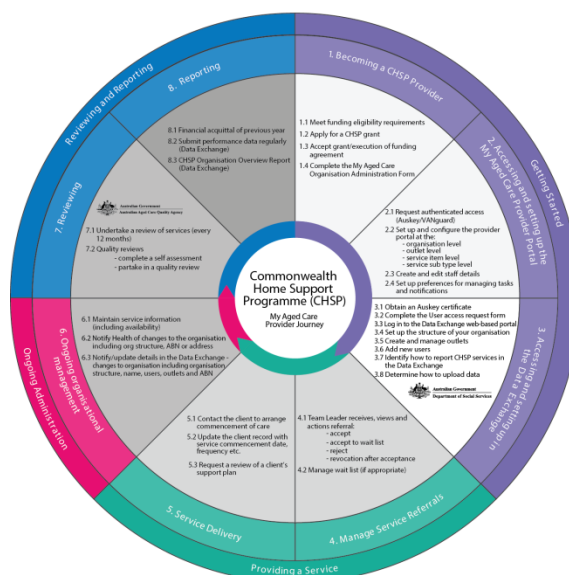 Commonwealth
Home Support
Programme (CHSP)
My Aged Care
Provider Journey
Getting Started
1. Becoming a CHSP Provider
1.1 Meet funding eligibility requirements
1.2 Apply for a CHSP grant
1.3 Accept grant/execution of funding
agreement
1.4 Complete the My Aged Care
Organisation Administration Form
2. Accessing and setting up the
My Aged Care Provider Portal
2.1 Request authenticated access
(Auskey/VANguard)
2.2 Set up and configure the provider
portal at the:
- organisation level
- outlet level
- service item level
- service sub type level
2.3 Create and edit staff details
2.4 Set up preferences for managing tasks
and notifications
3. Accessing and setting up in
the Data Exchange
3.1 Obtain an Auskey certificate
3.2 Complete the User access request form
3.3 Log in to the Data Exchange web-based portal
3.4 Set up the structure of your organisation
3.5 Create and manage outlets
3.6 Add new users
3.7 Identify how to report CHSP services in
the Data Exchange
3.8 Determine how to upload data
Australian Government
Department of Social Services
Providing a Service
4. Manage Service Referrals
4.1 Team Leader receives, views and
actions referral:
- accept
- accept to wait list
- reject
- revocation after acceptance
4.2 Manage wait list (if appropriate)
5. Service Delivery
5.1 Contact the client to arrange
commencement of care
5.2 Update the client record with
service commencement date,
frequency etc.
5.3 Request a review of a client's
support plan
Ongoing Administration
6. Ongoing organisational
management
6.1 Maintain service information
(including availability)
6.2 Notify Health of changes to the organisation
including org structure, ABN or address
6.3 Notify/update details in the Data Exchange -
changes to organisation including organisation
structure, name, users, outlets and ABN
Reviewing and Reporting
7. Reviewing
Australian Government
Australian Aged Care Quality Agency
7.1 Undertake a review of services (every
12 months)
7.2 Quality reviews
- complete a self assessment
- partake in a quality review
8. Reporting
8.1 Financial acquittal of previous year
8.2 Submit performance data regularly
(Data Exchange)
8.3 CHSP Organisation Overview Report
(Data Exchange)